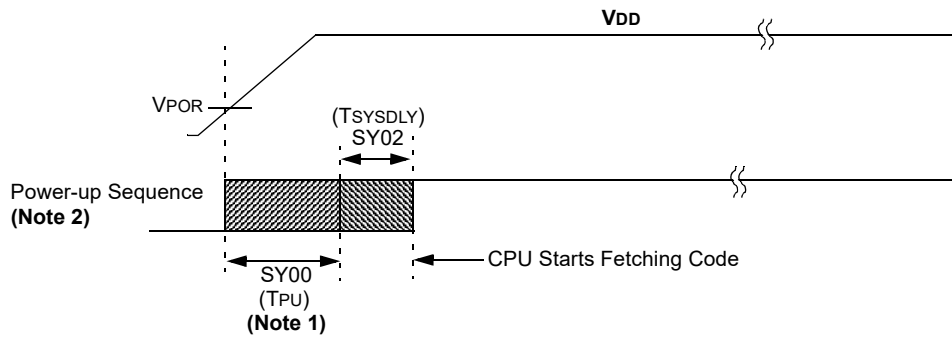 VDD
VPOR
(TSYSDLY)
SY02
Power-up Sequence
(Note 2)
CPU Starts Fetching Code
SY00
(TPU)
(Note 1)